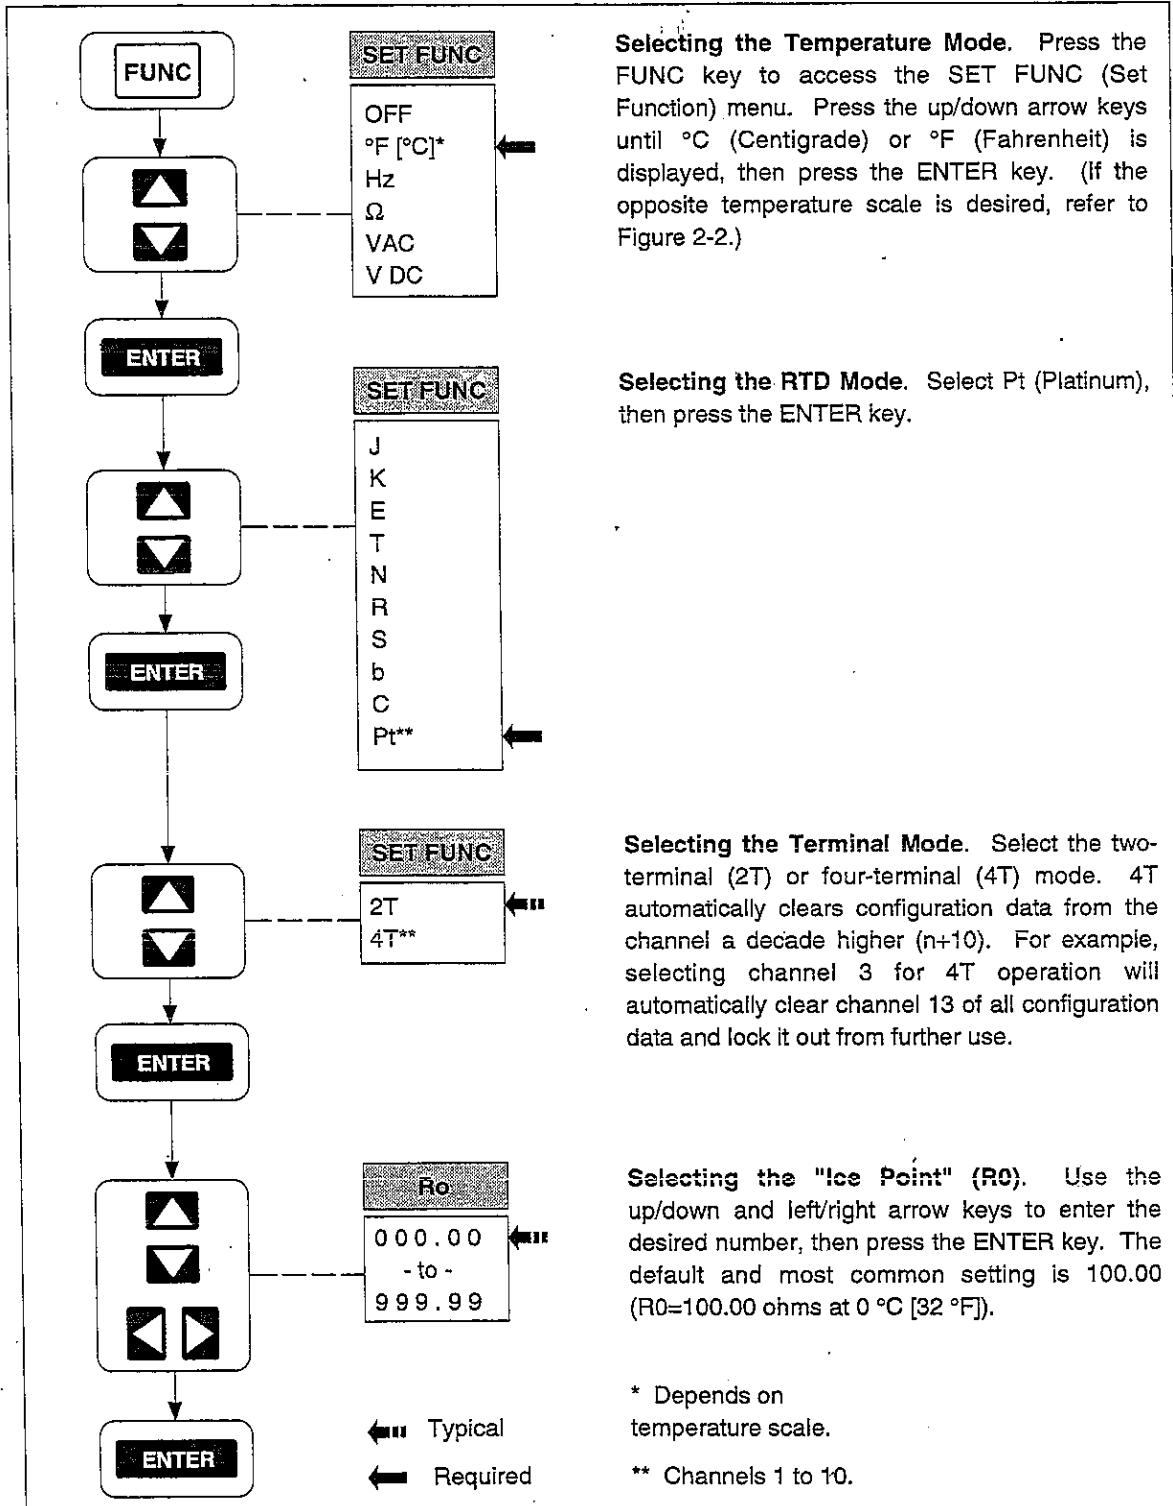 FUNC
SET FUNC
OFF
°F [°C]*
Hz
Ω
VAC
V DC
ENTER
Selecting the Temperature Mode. Press the
FUNC key to access the SET FUNC (Set
Function) menu. Press the up/down arrow keys
until °C (Centigrade) or °F (Fahrenheit) is
displayed, then press the ENTER key. (If the
opposite temperature scale is desired, refer to
Figure 2-2.)
SET FUNC
J
K
E
T
N
R
S
b
C
Pt**
ENTER
Selecting the RTD Mode. Select Pt (Platinum),
then press the ENTER key.
SET FUNC
2T
4T**
ENTER
Selecting the Terminal Mode. Select the two-
terminal (2T) or four-terminal (4T) mode. 4T
automatically clears configuration data from the
channel a decade higher (n+10). For example,
selecting channel 3 for 4T operation will
automatically clear channel 13 of all configuration
data and lock it out from further use.
Ro
000.00
- to -
999.99
ENTER
Selecting the "Ice Point" (R0). Use the
up/down and left/right arrow keys to enter the
desired number, then press the ENTER key. The
default and most common setting is 100.00
(R0=100.00 ohms at 0 °C [32 °F]).
Typical
Required
* Depends on
temperature scale.
** Channels 1 to 10.